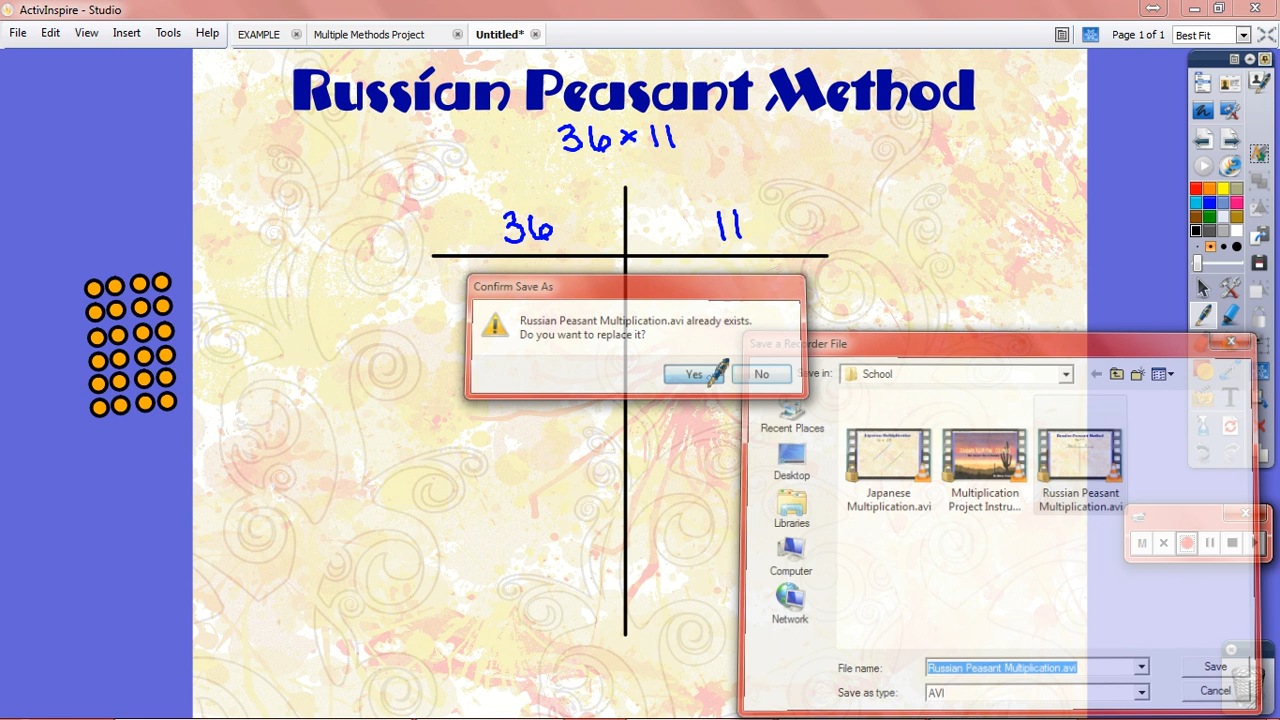 ActivInspire - Studio
File Edit View Insert Tools Help
EXAMPLE Multiple Methods Project Untitled* Page 1 of 1 Best Fit
Russían Peasant Method
36 × 11
36 11
Confirm Save As
Russian Peasant Multiplication.avi already exists.
Do you want to replace it?
Yes No
Save a Recorder File
Save in: School
Recent Places
Desktop
Libraries
Computer
Network
Japanese
Multiplication.avi
Multiplication
Project Instru...
Russian Peasant
Multiplication.avi
M
File name: Russian Peasant Multiplication.avi Save
Save as type: AVI Cancel